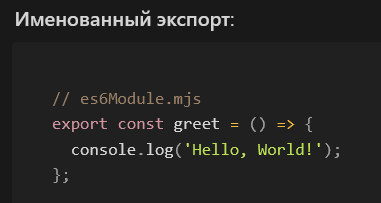 Именованный экспорт:
// es6Module.mjs
export const greet = () => {
  console.log('Hello, World!');
};